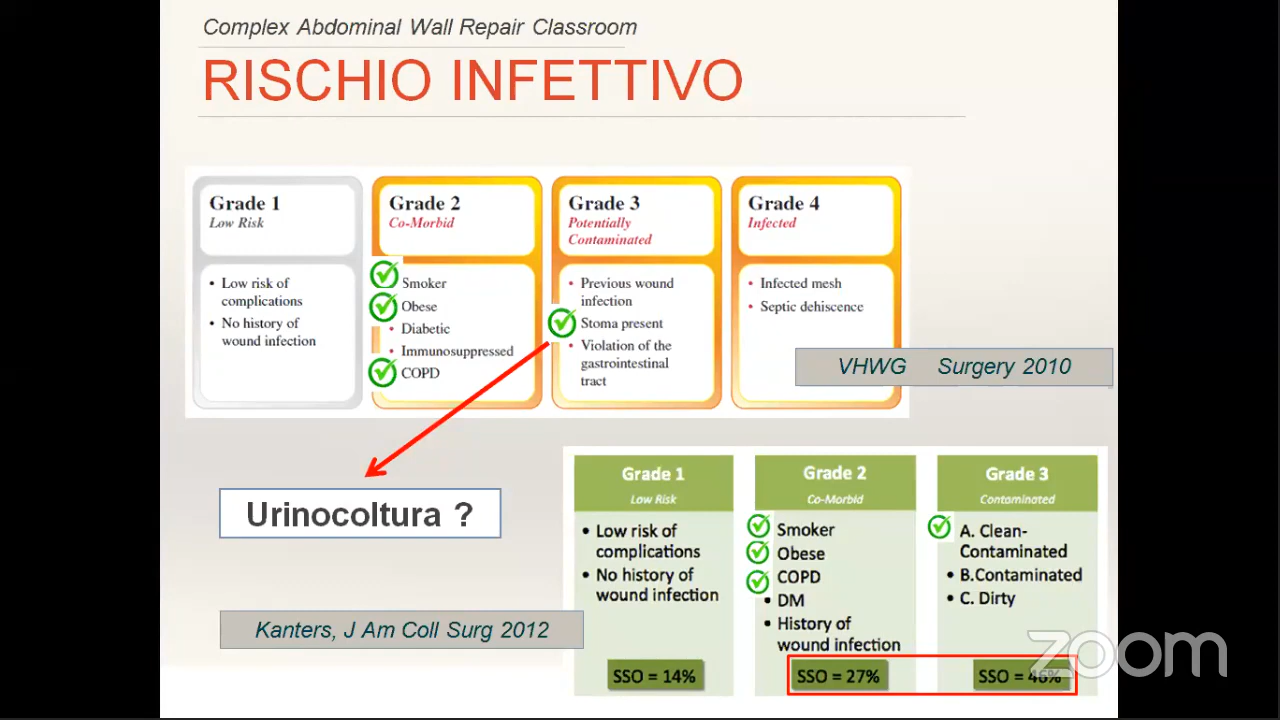 Complex Abdominal Wall Repair Classroom
RISCHIO INFETTIVO
Grade 1
Low Risk
• Low risk of
complications
• No history of
wound infection
Grade 2
Co-Morbid
Smoker
Obese
• Diabetic
• Immunosuppressed
COPD
Grade 3
Potentially
Contaminated
• Previous wound
infection
Stoma present
• Violation of the
gastrointestinal
tract
Grade 4
Infected
• Infected mesh
• Septic dehiscence
VHWG Surgery 2010
Urinocoltura ?
Kanters, J Am Coll Surg 2012
Grade 1
Low Risk
• Low risk of
complications
• No history of
wound infection
SSO = 14%
Grade 2
Co-Morbid
Smoker
Obese
COPD
• DM
• History of
wound infection
SSO = 27%
Grade 3
Contaminated
A. Clean-
Contaminated
• B.Contaminated
• C. Dirty
SSO = 46%
zoom